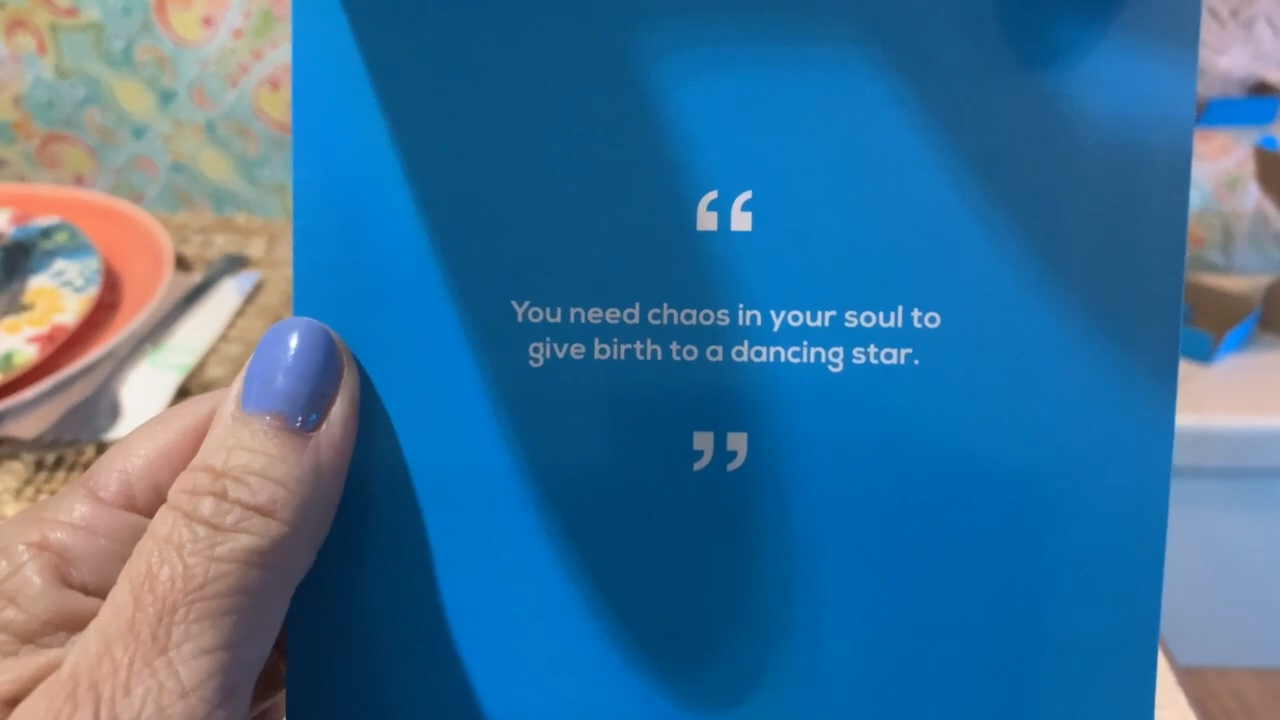 “
You need chaos in your soul to
give birth to a dancing star.
”